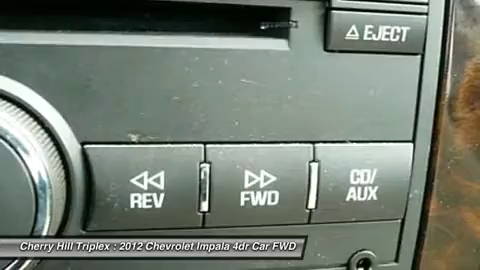 EJECT
REV
FWD
CD/
AUX
Cherry Hill Triplex : 2012 Chevrolet Impala 4dr Car FWD